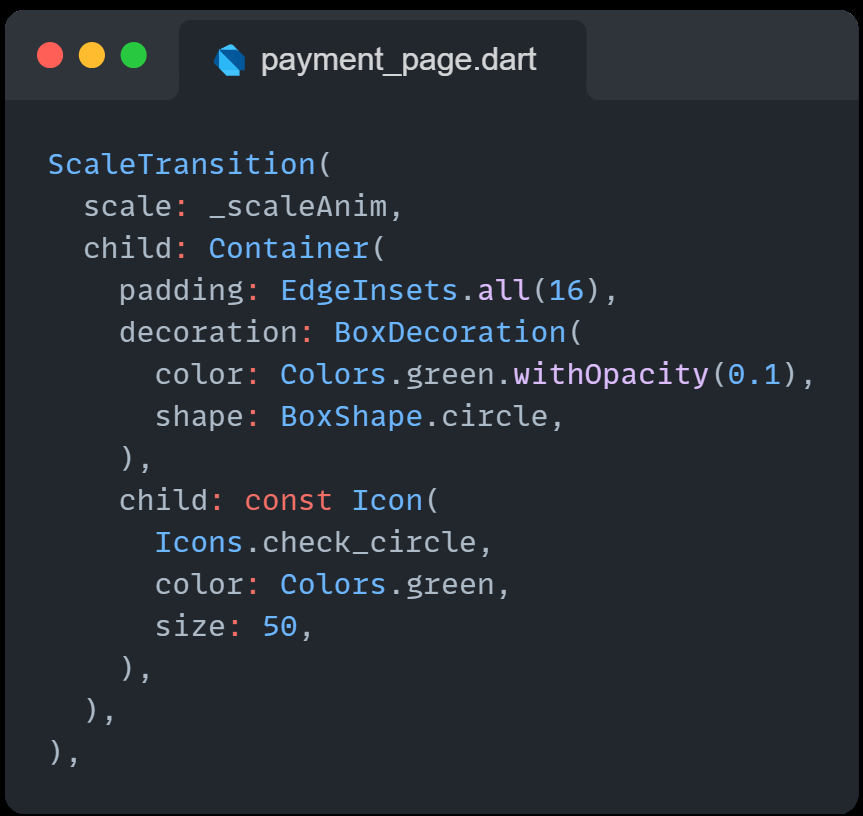 payment_page.dart
ScaleTransition(
  scale: _scaleAnim,
  child: Container(
    padding: EdgeInsets.all(16),
    decoration: BoxDecoration(
      color: Colors.green.withOpacity(0.1),
      shape: BoxShape.circle,
    ),
    child: const Icon(
      Icons.check_circle,
      color: Colors.green,
      size: 50,
    ),
  ),
),